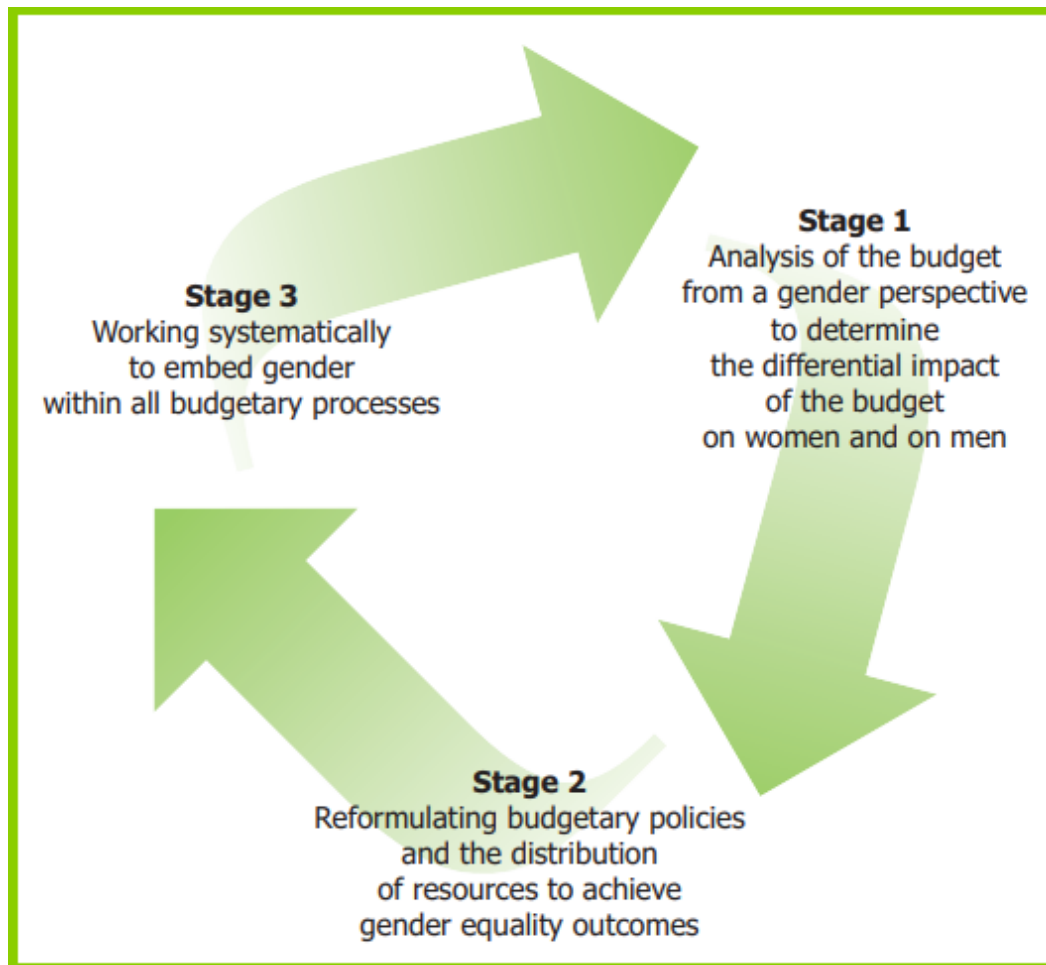 Stage 1
Analysis of the budget
from a gender perspective
to determine
the differential impact
of the budget
on women and on men
Stage 2
Reformulating budgetary policies
and the distribution
of resources to achieve
gender equality outcomes
Stage 3
Working systematically
to embed gender
within all budgetary processes